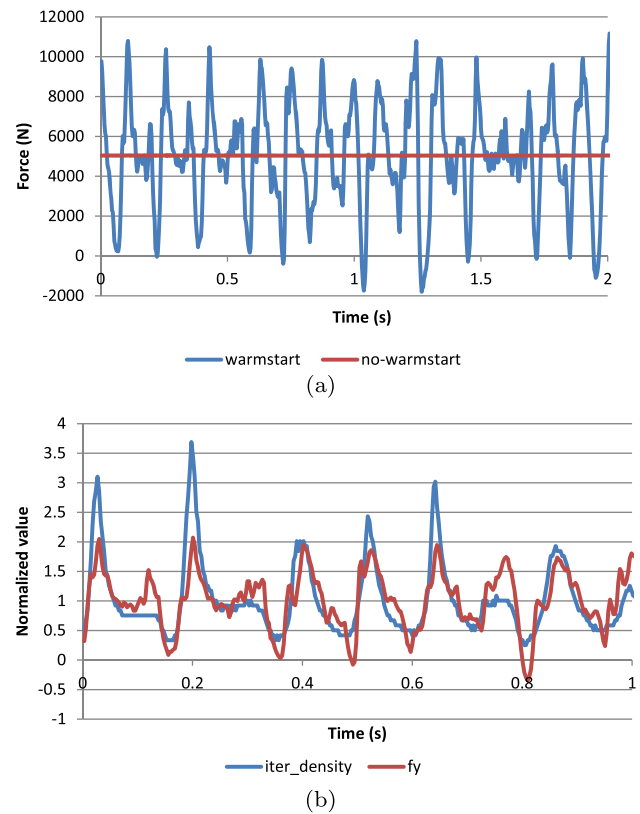 12000
10000
8000
6000
4000
2000
0
-2000
Force (N)
0 0.5 1 1.5 2
Time (s)
warmstart no-warmstart
(a)
4
3.5
3
2.5
2
1.5
1
0.5
0
-0.5
-1
Normalized value
0 0.2 0.4 0.6 0.8 1
Time (s)
iter_density fy
(b)